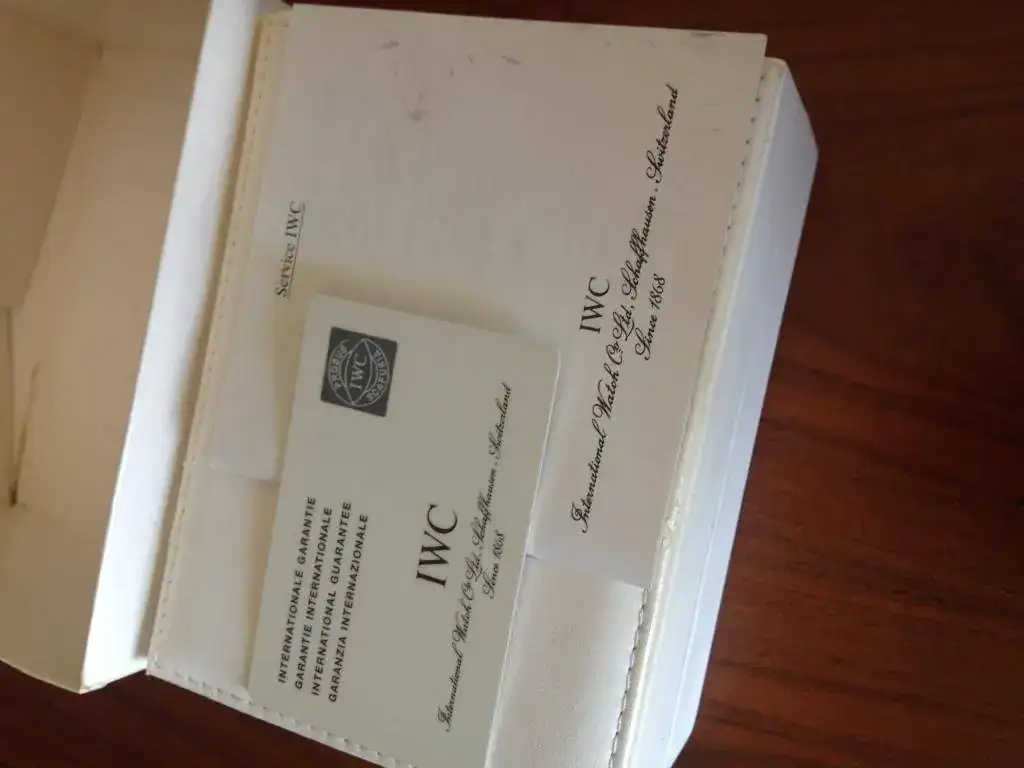 Service IWC
IWC
International Watch Co. Ltd. Schaffhausen. Switzerland
Since 1868
PROBUS
IWC
SCAFUSIA
INTERNATIONALE GARANTIE
GARANTIE INTERNATIONALE
INTERNATIONAL GUARANTEE
GARANZIA INTERNAZIONALE
IWC
International Watch Co. Ltd. Schaffhausen. Switzerland
Since 1868